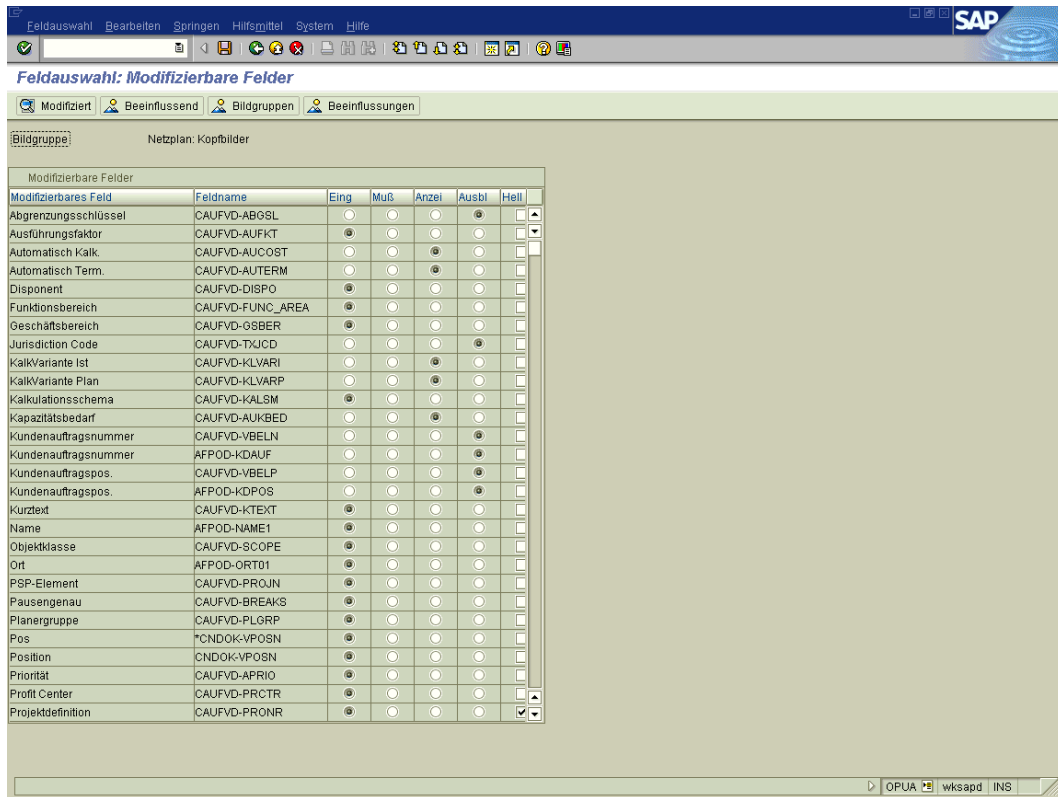 Feldauswahl Bearbeiten Springen Hilfsmittel System Hilfe
SAP
Feldauswahl: Modifizierbare Felder
Modifiziert Beeinflussend Bildgruppen Beeinflussungen
Bildgruppe Netzplan: Kopfbilder
Modifizierbare Felder
Modifizierbares Feld Feldname Eing Muß Anzei Ausbl Hell
Abgrenzungsschlüssel CAUFVD-ABGSL
Ausführungsfaktor CAUFVD-AUFKT
Automatisch Kalk. CAUFVD-AUCOST
Automatisch Term. CAUFVD-AUTERM
Disponent CAUFVD-DISPO
Funktionsbereich CAUFVD-FUNC_AREA
Geschäftsbereich CAUFVD-GSBER
Jurisdiction Code CAUFVD-TXJCD
KalkVariante Ist CAUFVD-KLVARI
KalkVariante Plan CAUFVD-KLVARP
Kalkulationsschema CAUFVD-KALSM
Kapazitätsbedarf CAUFVD-AUKBED
Kundenauftragsnummer CAUFVD-VBELN
Kundenauftragsnummer AFPOD-KDAUF
Kundenauftragspos. CAUFVD-VBELP
Kundenauftragspos. AFPOD-KDPOS
Kurztext CAUFVD-KTEXT
Name AFPOD-NAME1
Objektklasse CAUFVD-SCOPE
Ort AFPOD-ORT01
PSP-Element CAUFVD-PROJN
Pausengenau CAUFVD-BREAKS
Planergruppe CAUFVD-PLGRP
Pos *CNDOK-VPOSN
Position CNDOK-VPOSN
Priorität CAUFVD-APRIO
Profit Center CAUFVD-PRCTR
Projektdefinition CAUFVD-PRONR
OPUA wksapd INS